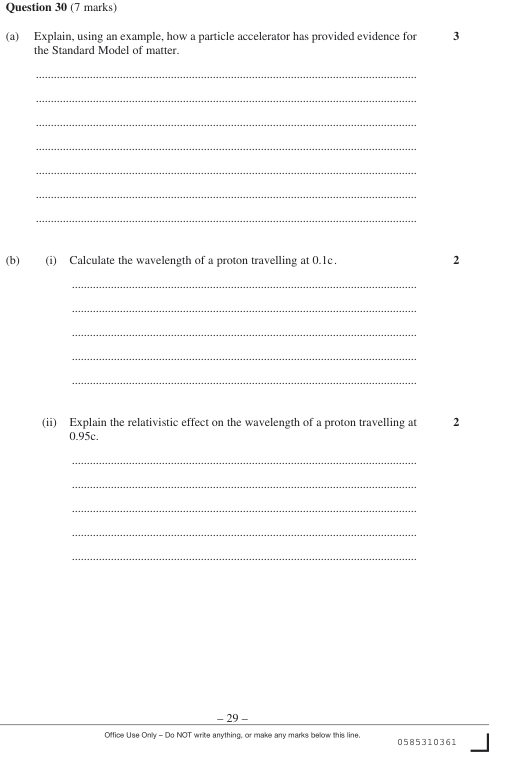 Question 30 (7 marks)
(a) Explain, using an example, how a particle accelerator has provided evidence for 3
the Standard Model of matter.
(b) (i) Calculate the wavelength of a proton travelling at 0.1c. 2
(ii) Explain the relativistic effect on the wavelength of a proton travelling at 2
0.95c.
– 29 –
Office Use Only – Do NOT write anything, or make any marks below this line.
0585310361